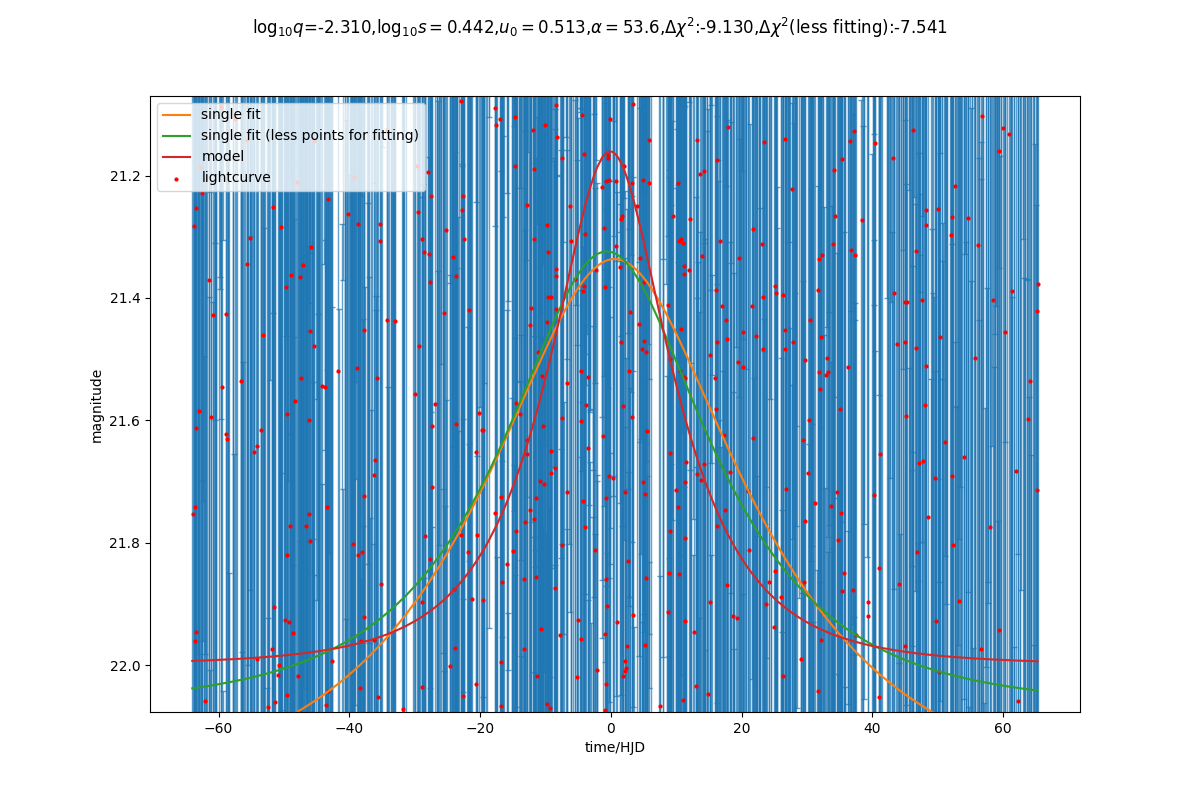 log₁₀q=-2.310,log₁₀s = 0.442,u₀ = 0.513,α = 53.6,Δχ²:-9.130,Δχ²(less fitting):-7.541
single fit
single fit (less points for fitting)
model
lightcurve
21.2
21.4
21.6
21.8
22.0
magnitude
−60 −40 −20 0 20 40 60
time/HJD